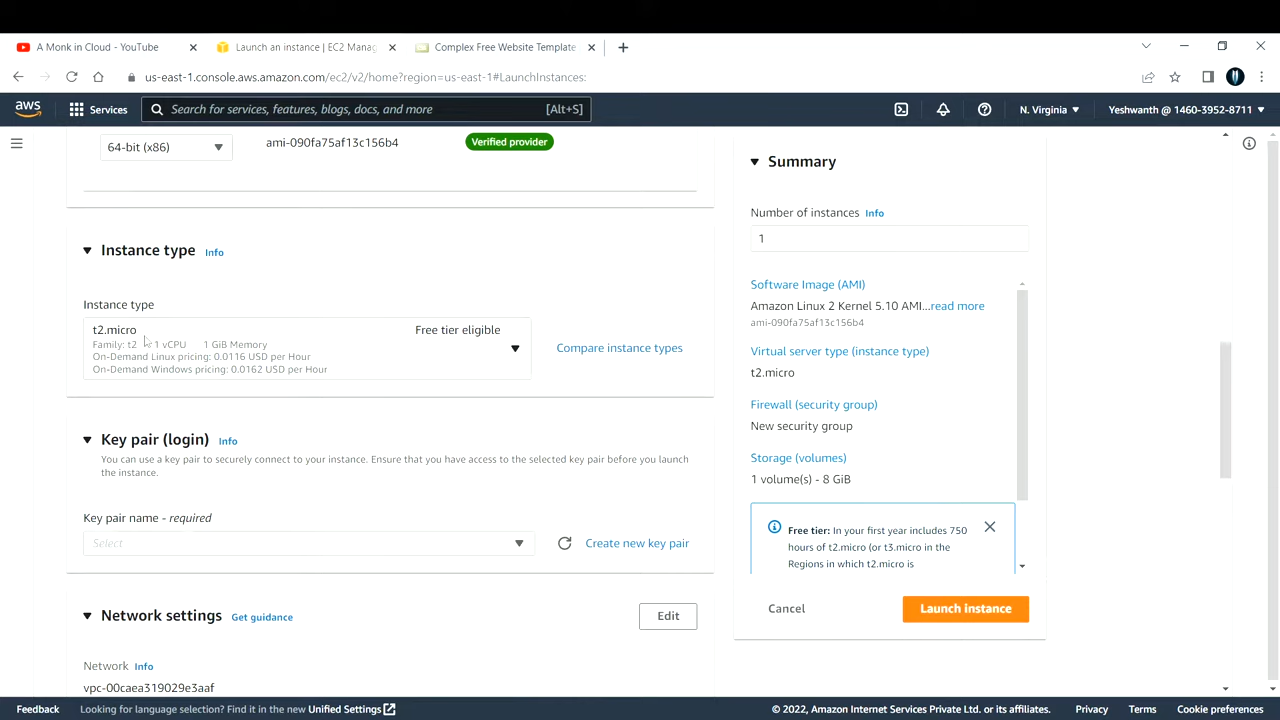 A Monk in Cloud - YouTube
Launch an instance | EC2 Manag
Complex Free Website Template
us-east-1.console.aws.amazon.com/ec2/v2/home?region=us-east-1#LaunchInstances:
aws
Services
Search for services, features, blogs, docs, and more
[Alt+S]
N. Virginia
Yeshwanth @ 1460-3952-8711
64-bit (x86)
ami-090fa75af13c156b4
Verified provider
Instance type Info
Instance type
t2.micro
Free tier eligible
Family: t2 1 vCPU 1 GiB Memory
On-Demand Linux pricing: 0.0116 USD per Hour
On-Demand Windows pricing: 0.0162 USD per Hour
Compare instance types
Key pair (login) Info
You can use a key pair to securely connect to your instance. Ensure that you have access to the selected key pair before you launch
the instance.
Key pair name - required
Select
Create new key pair
Network settings Get guidance
Edit
Network Info
vpc-00caea319029e3aaf
Summary
Number of instances Info
1
Software Image (AMI)
Amazon Linux 2 Kernel 5.10 AMI...read more
ami-090fa75af13c156b4
Virtual server type (instance type)
t2.micro
Firewall (security group)
New security group
Storage (volumes)
1 volume(s) - 8 GiB
Free tier: In your first year includes 750
hours of t2.micro (or t3.micro in the
Regions in which t2.micro is
Cancel
Launch instance
Feedback
Looking for language selection? Find it in the new Unified Settings
© 2022, Amazon Internet Services Private Ltd. or its affiliates.
Privacy
Terms
Cookie preferences